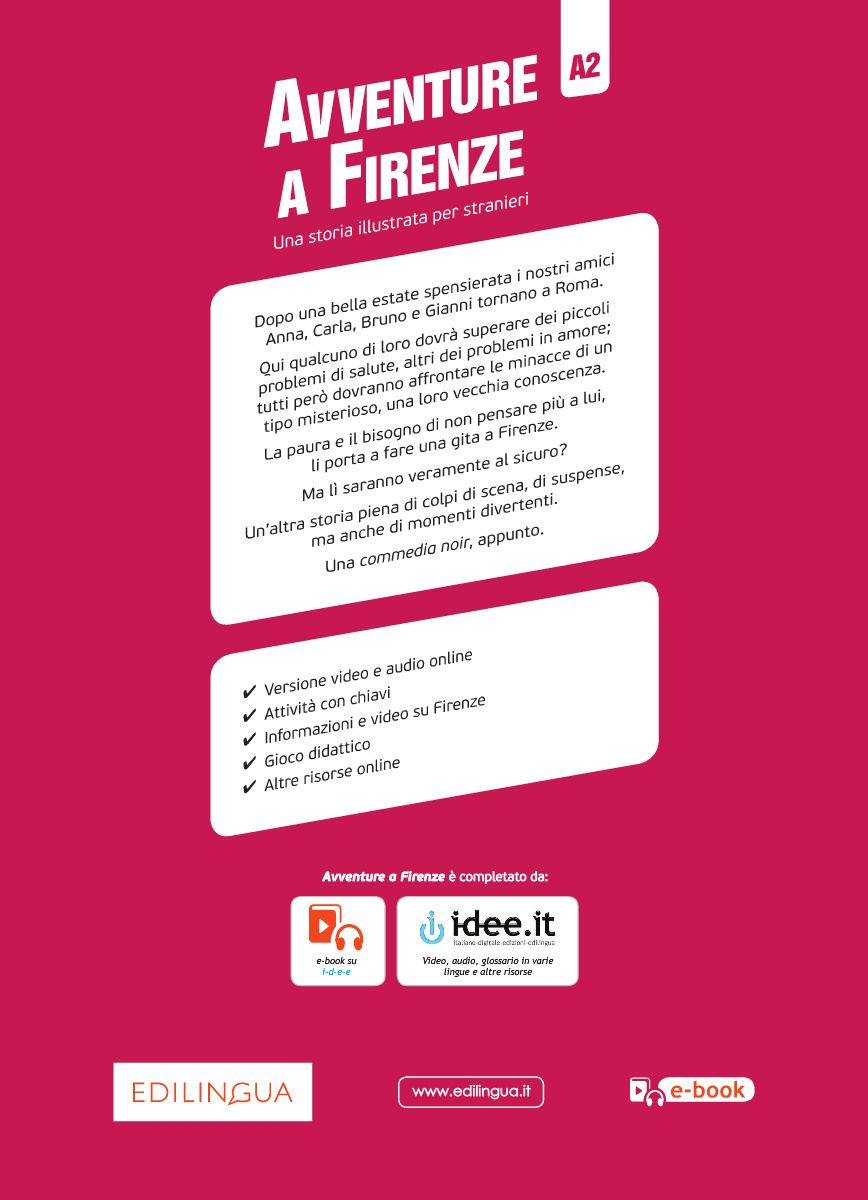 A2
AVVENTURE
A FIRENZE
Una storia illustrata per stranieri
Dopo una bella estate spensierata i nostri amici
Anna, Carla, Bruno e Gianni tornano a Roma.
Qui qualcuno di loro dovrà superare dei piccoli
problemi di salute, altri dei problemi in amore;
tutti però dovranno affrontare le minacce di un
tipo misterioso, una loro vecchia conoscenza.
La paura e il bisogno di non pensare più a lui,
li porta a fare una gita a Firenze.
Ma lì saranno veramente al sicuro?
Un’altra storia piena di colpi di scena, di suspense,
ma anche di momenti divertenti.
Una commedia noir, appunto.
✔ Versione video e audio online
✔ Attività con chiavi
✔ Informazioni e video su Firenze
✔ Gioco didattico
✔ Altre risorse online
Avventure a Firenze è completato da:
e-book su
i-d-e-e
idee.it
italiano-digitale-edizioni-edilingua
Video, audio, glossario in varie
lingue e altre risorse
EDILINGUA
www.edilingua.it
e-book